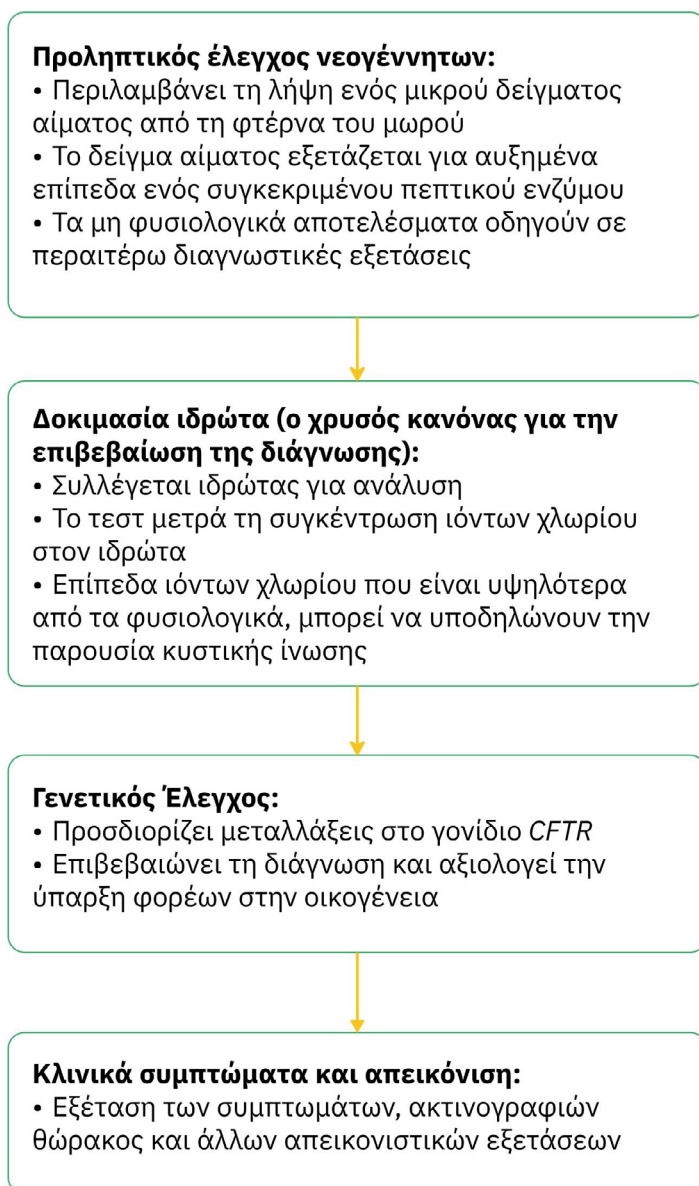 Προληπτικός έλεγχος νεογέννητων:
• Περιλαμβάνει τη λήψη ενός μικρού δείγματος
αίματος από τη φτέρνα του μωρού
• Το δείγμα αίματος εξετάζεται για αυξημένα
επίπεδα ενός συγκεκριμένου πεπτικού ενζύμου
• Τα μη φυσιολογικά αποτελέσματα οδηγούν σε
περαιτέρω διαγνωστικές εξετάσεις
Δοκιμασία ιδρώτα (ο χρυσός κανόνας για την
επιβεβαίωση της διάγνωσης):
• Συλλέγεται ιδρώτας για ανάλυση
• Το τεστ μετρά τη συγκέντρωση ιόντων χλωρίου
στον ιδρώτα
• Επίπεδα ιόντων χλωρίου που είναι υψηλότερα
από τα φυσιολογικά, μπορεί να υποδηλώνουν την
παρουσία κυστικής ίνωσης
Γενετικός Έλεγχος:
• Προσδιορίζει μεταλλάξεις στο γονίδιο CFTR
• Επιβεβαιώνει τη διάγνωση και αξιολογεί την
ύπαρξη φορέων στην οικογένεια
Κλινικά συμπτώματα και απεικόνιση:
• Εξέταση των συμπτωμάτων, ακτινογραφιών
θώρακος και άλλων απεικονιστικών εξετάσεων